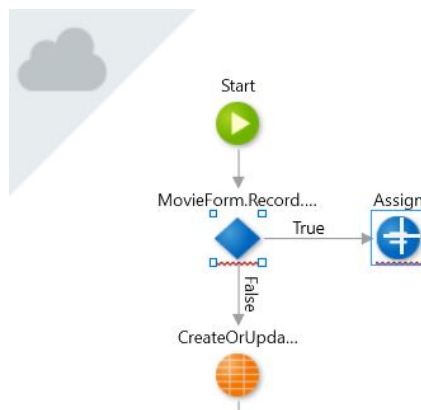 Start
MovieForm.Record....
Assign
True
False
CreateOrUpda...